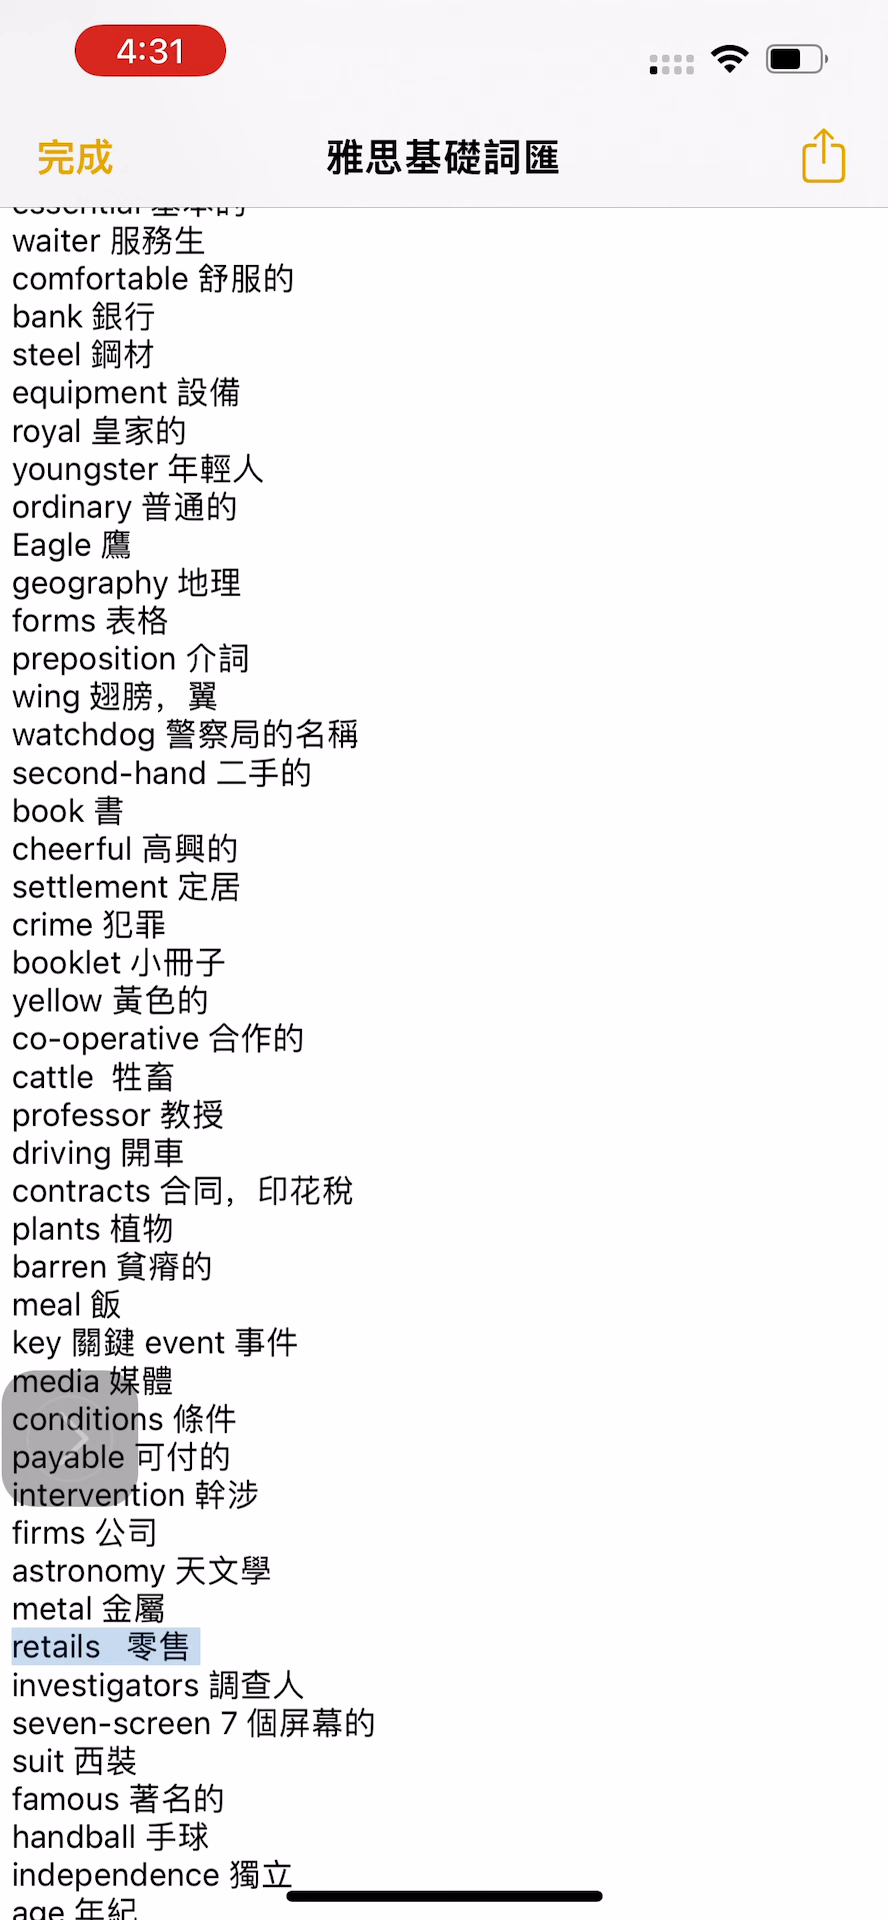 4:31
完成
雅思基礎詞匯
essential 基本的
waiter 服務生
comfortable 舒服的
bank 銀行
steel 鋼材
equipment 設備
royal 皇家的
youngster 年輕人
ordinary 普通的
Eagle 鷹
geography 地理
forms 表格
preposition 介詞
wing 翅膀，翼
watchdog 警察局的名稱
second-hand 二手的
book 書
cheerful 高興的
settlement 定居
crime 犯罪
booklet 小冊子
yellow 黃色的
co-operative 合作的
cattle 牲畜
professor 教授
driving 開車
contracts 合同，印花稅
plants 植物
barren 貧瘠的
meal 飯
key 關鍵 event 事件
media 媒體
conditions 條件
payable 可付的
intervention 幹涉
firms 公司
astronomy 天文學
metal 金屬
retails 零售
investigators 調查人
seven-screen 7 個屏幕的
suit 西裝
famous 著名的
handball 手球
independence 獨立
age 年紀